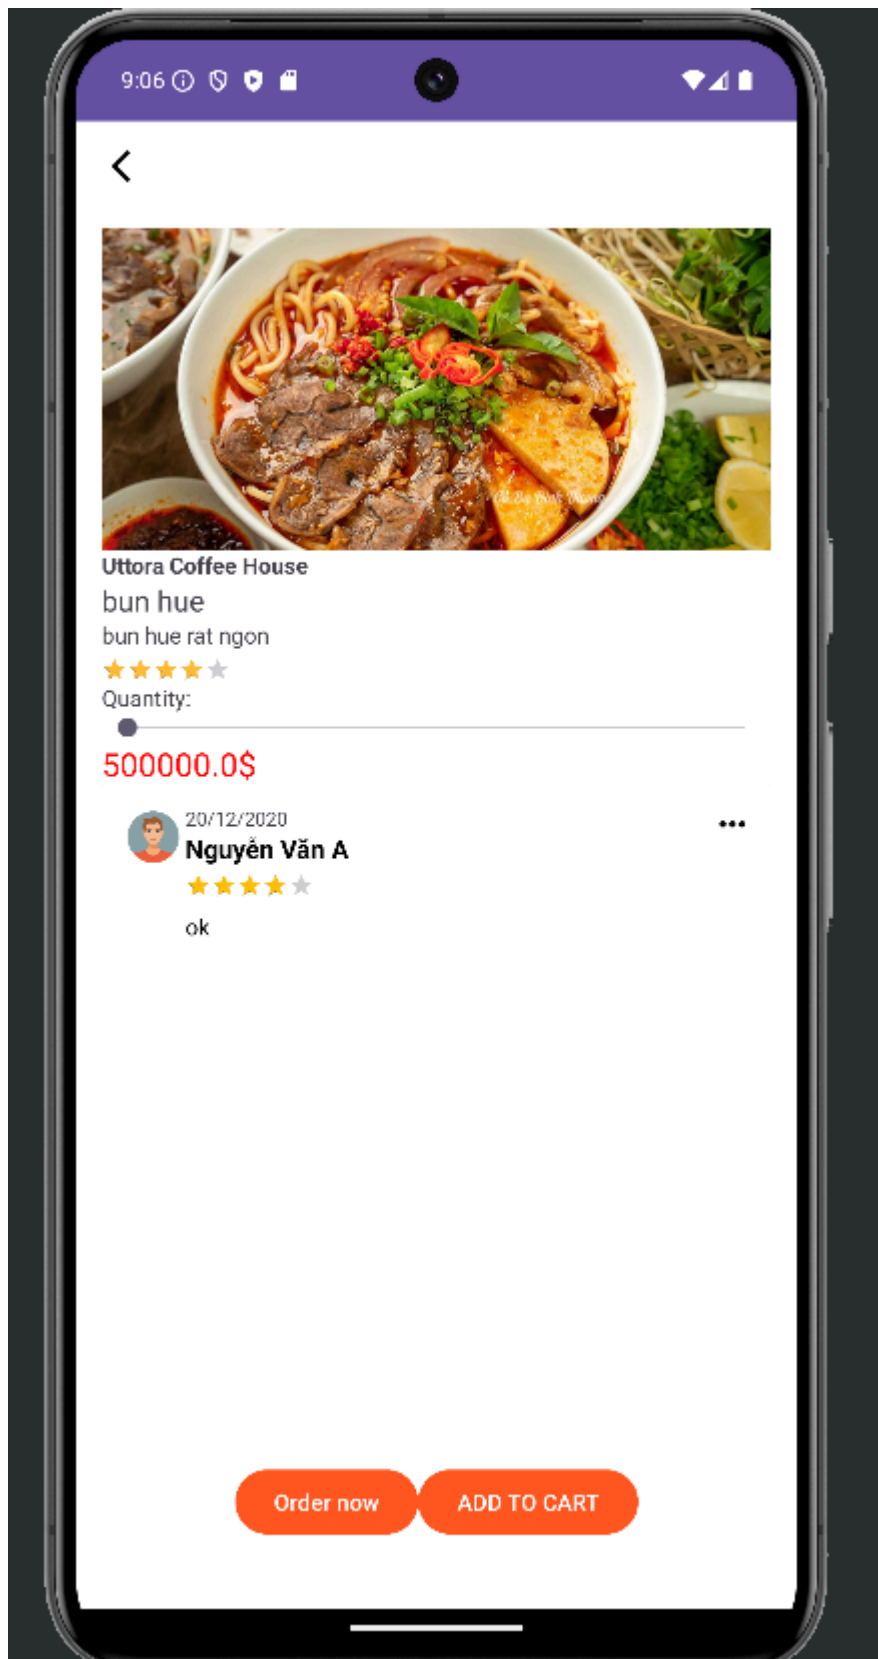 9:06
Uttora Coffee House
bun hue
bun hue rat ngon
Quantity:
500000.0$
20/12/2020
Nguyễn Văn A
ok
Order now
ADD TO CART